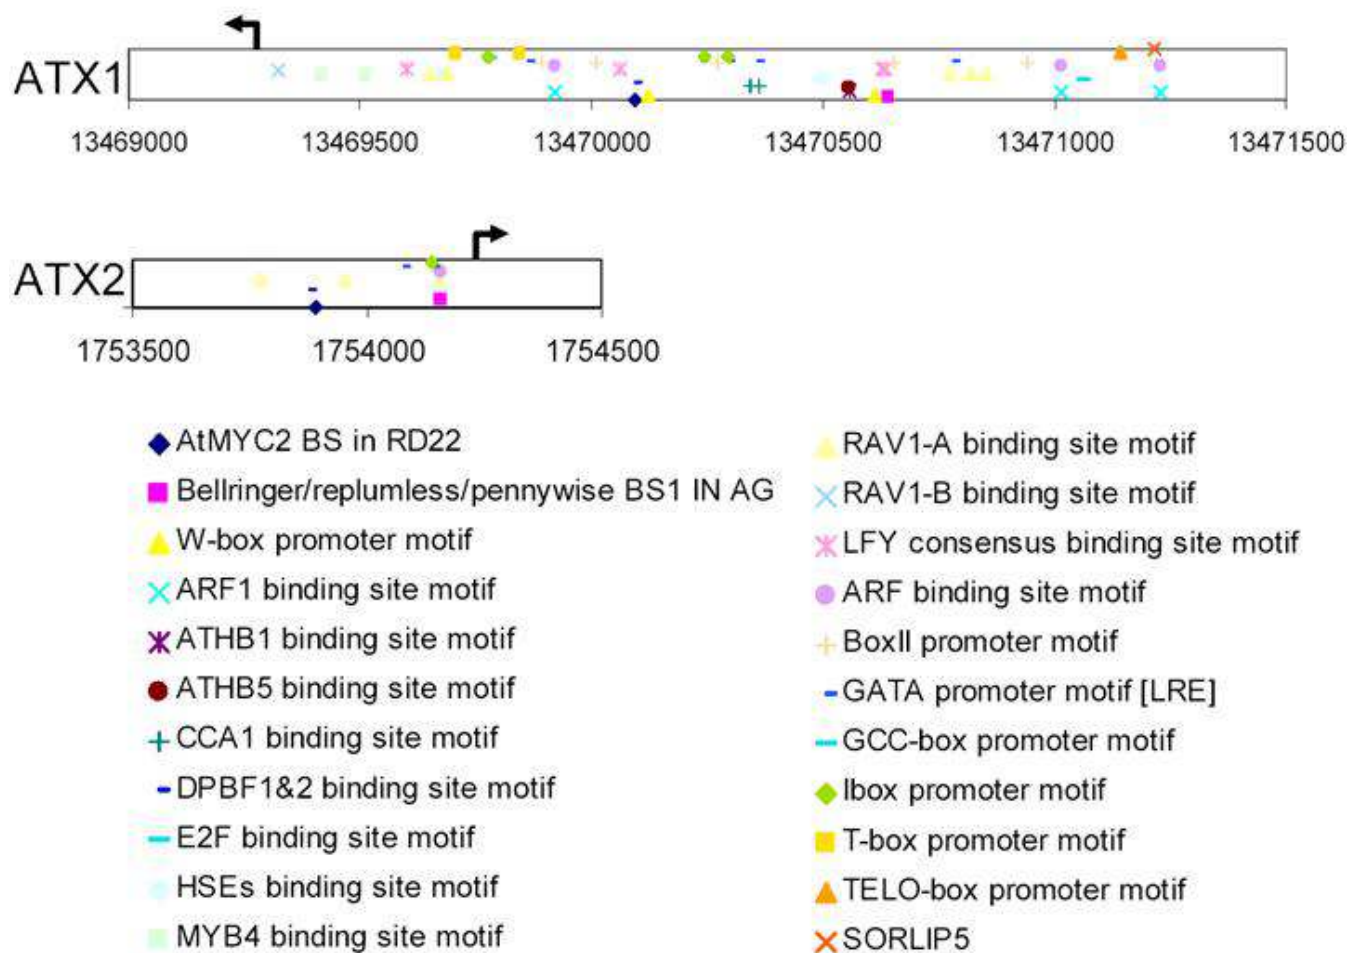 ATX1
13469000 13469500 13470000 13470500 13471000 13471500
ATX2
1753500 1754000 1754500
AtMYC2 BS in RD22
Bellringer/replumless/pennywise BS1 IN AG
W-box promoter motif
ARF1 binding site motif
ATHB1 binding site motif
ATHB5 binding site motif
CCA1 binding site motif
DPBF1&2 binding site motif
E2F binding site motif
HSEs binding site motif
MYB4 binding site motif
RAV1-A binding site motif
RAV1-B binding site motif
LFY consensus binding site motif
ARF binding site motif
BoxII promoter motif
GATA promoter motif [LRE]
GCC-box promoter motif
Ibox promoter motif
T-box promoter motif
TELO-box promoter motif
SORLIP5